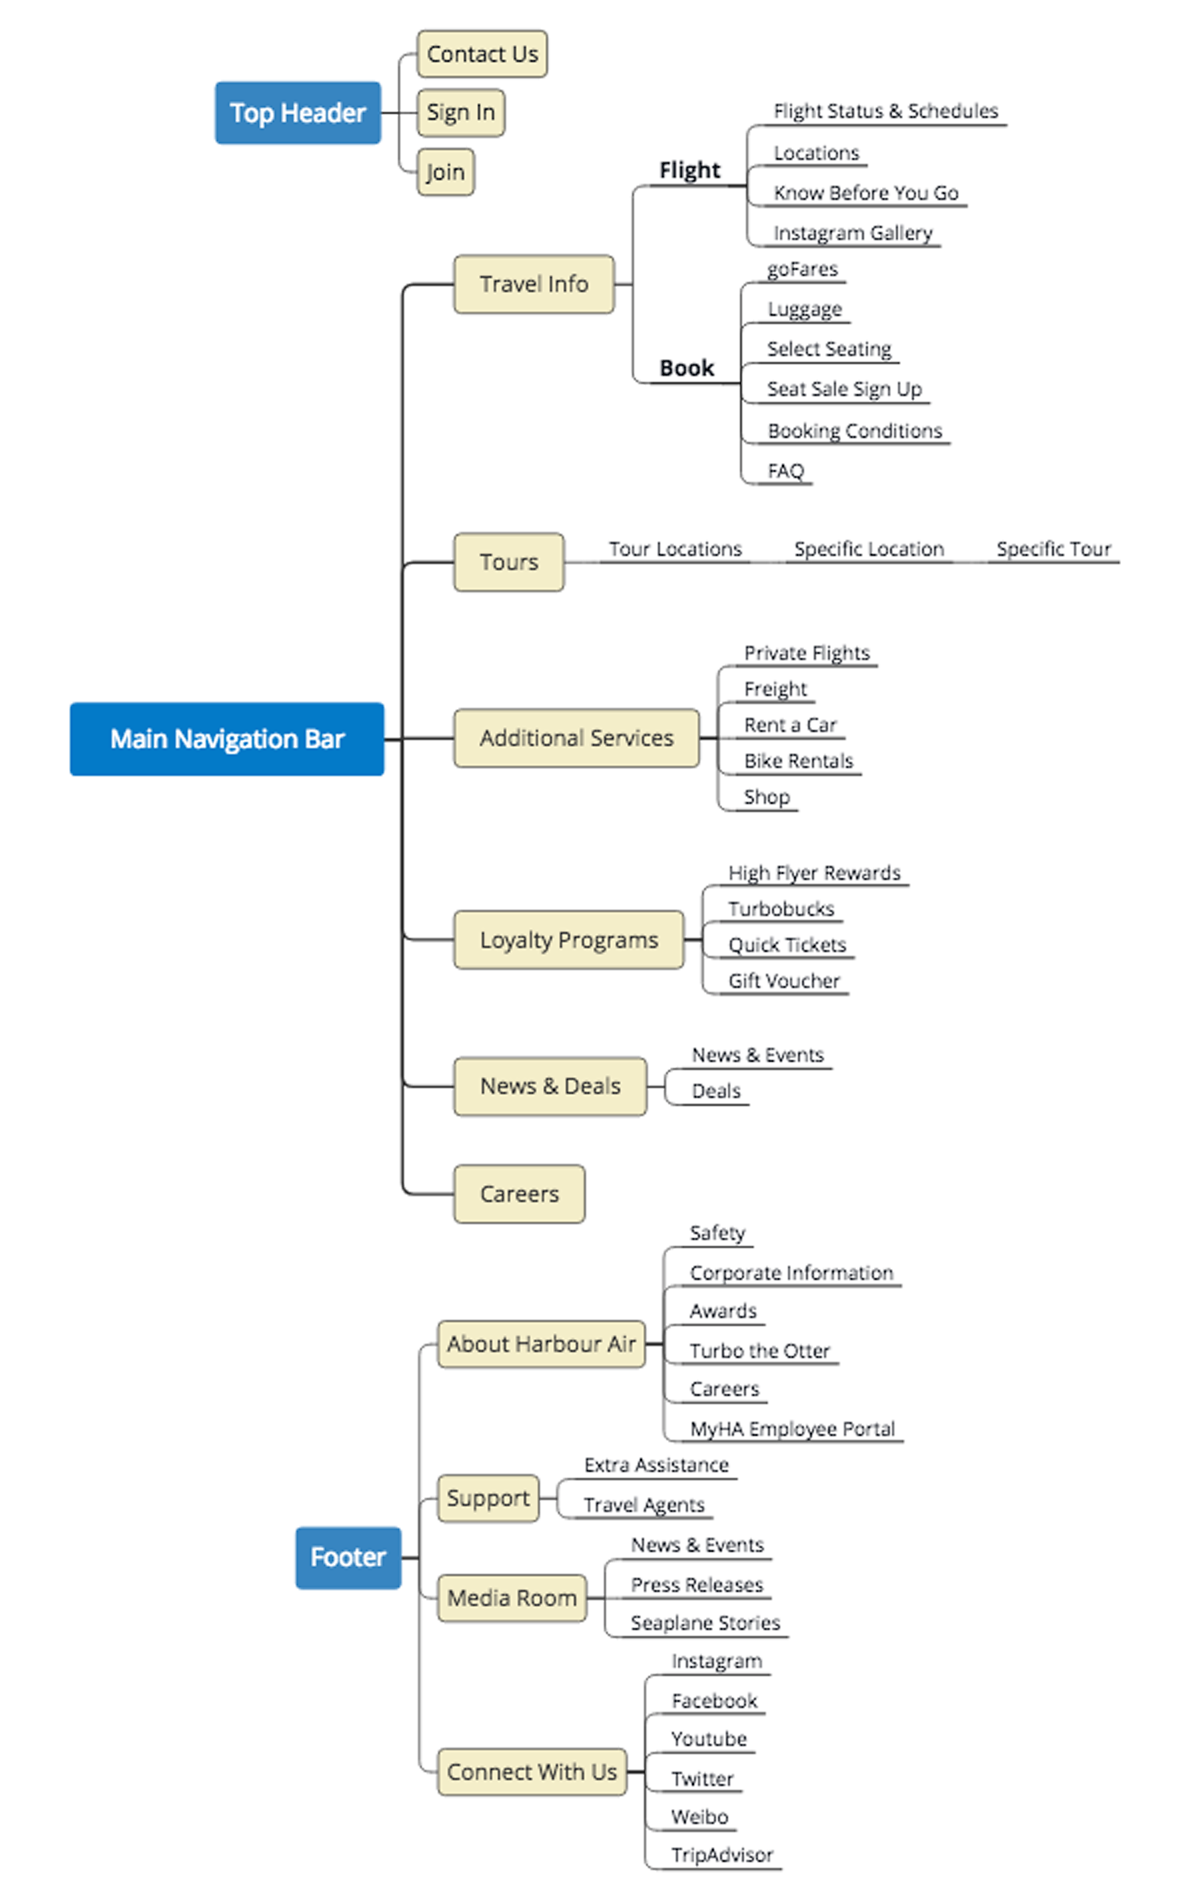 Top Header
Contact Us
Sign In
Join
Main Navigation Bar
Travel Info
Flight
Flight Status & Schedules
Locations
Know Before You Go
Instagram Gallery
Book
goFares
Luggage
Select Seating
Seat Sale Sign Up
Booking Conditions
FAQ
Tours
Tour Locations
Specific Location
Specific Tour
Additional Services
Private Flights
Freight
Rent a Car
Bike Rentals
Shop
Loyalty Programs
High Flyer Rewards
Turbobucks
Quick Tickets
Gift Voucher
News & Deals
News & Events
Deals
Careers
Footer
About Harbour Air
Safety
Corporate Information
Awards
Turbo the Otter
Careers
MyHA Employee Portal
Support
Extra Assistance
Travel Agents
Media Room
News & Events
Press Releases
Seaplane Stories
Connect With Us
Instagram
Facebook
Youtube
Twitter
Weibo
TripAdvisor